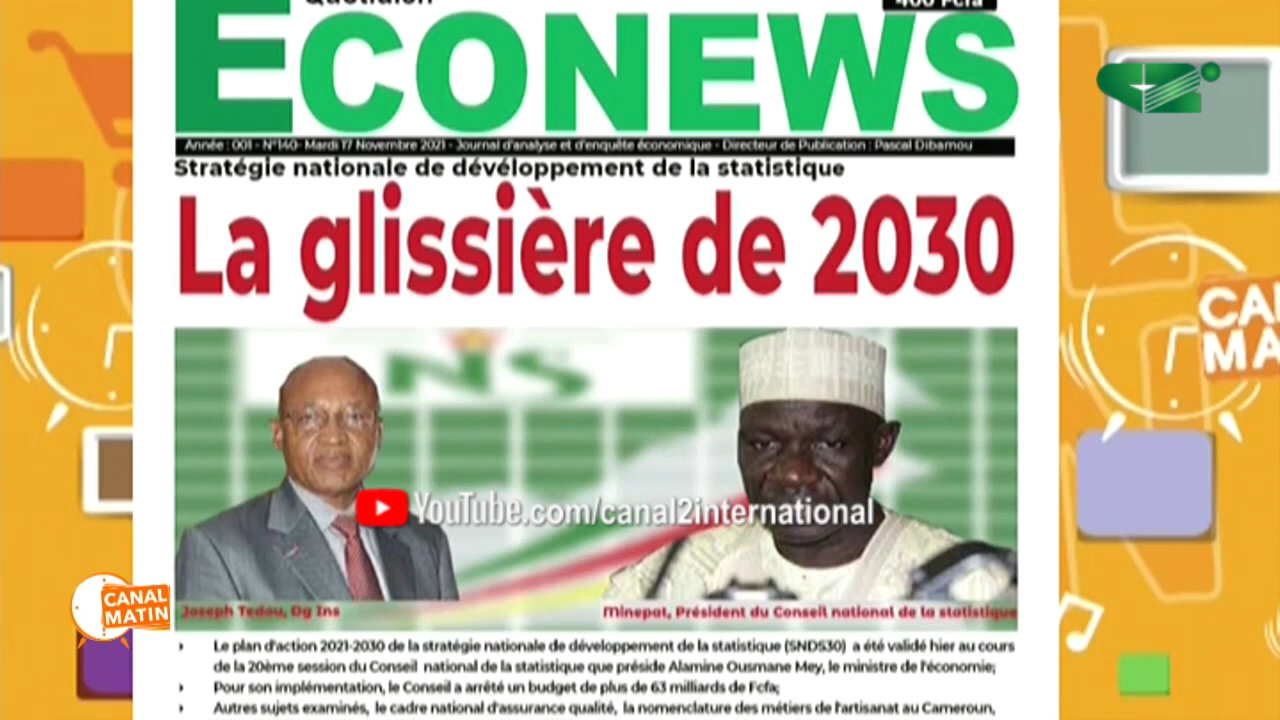 Quotidien
400 Fcfa
ECONEWS
Année : 001 - N°140- Mardi 17 Novembre 2021 - Journal d'analyse et d'enquête économique - Directeur de Publication : Pascal Dibamou
Stratégie nationale de dévéloppement de la statistique
La glissière de 2030
NS
YouTube.com/canal2international
Joseph Tedou, Dg Ins
Minepat, Président du Conseil national de la statistique
Le plan d'action 2021-2030 de la stratégie nationale de développement de la statistique (SNDS30) a été validé hier au cours
de la 20ème session du Conseil national de la statistique que préside Alamine Ousmane Mey, le ministre de l'économie;
Pour son implémentation, le Conseil a arrêté un budget de plus de 63 milliards de Fcfa;
Autres sujets examinés, le cadre national d'assurance qualité, la nomenclature des métiers de l'artisanat au Cameroun,
CANAL
MATIN
CA
MA